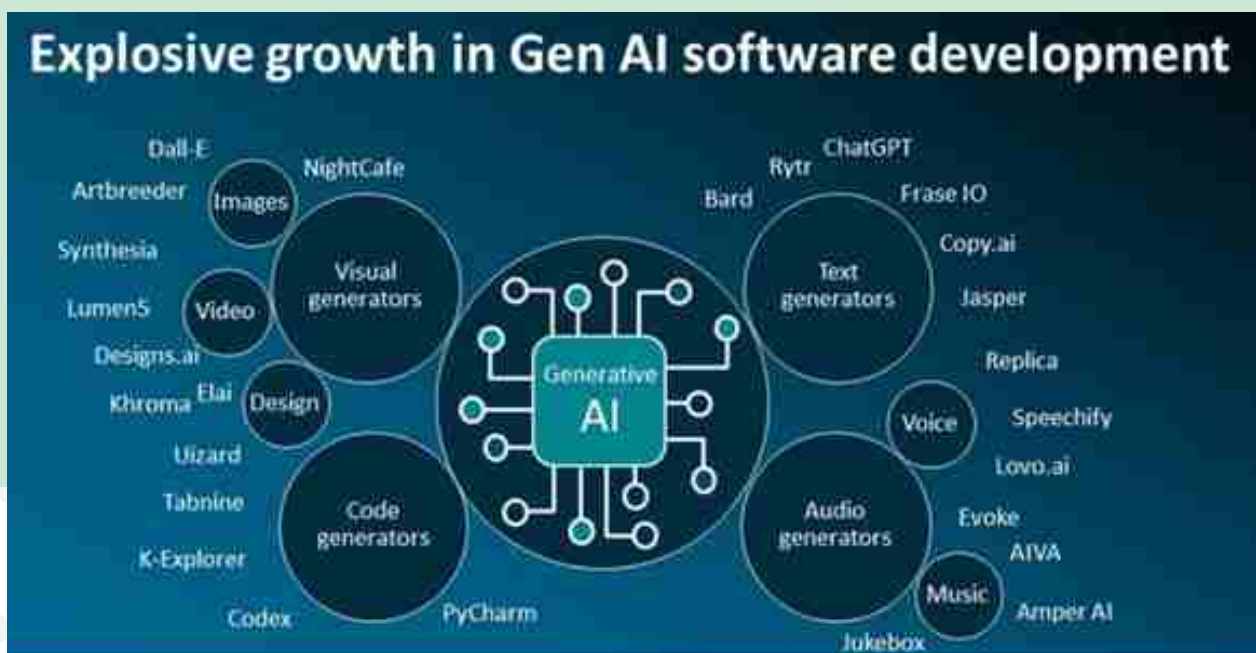 Explosive growth in Gen AI software development
Dall-E
NightCafe
Artbreeder
Images
Synthesia
Visual
generators
Lumen5
Video
Designs.ai
Khroma
Elai
Design
Uizard
Tabnine
Code
generators
K-Explorer
Codex
PyCharm
Generative
AI
ChatGPT
Rytr
Bard
Frase IO
Copy.ai
Text
generators
Jasper
Replica
Voice
Speechify
Lovo.ai
Audio
generators
Evoke
AIVA
Music
Amper AI
Jukebox